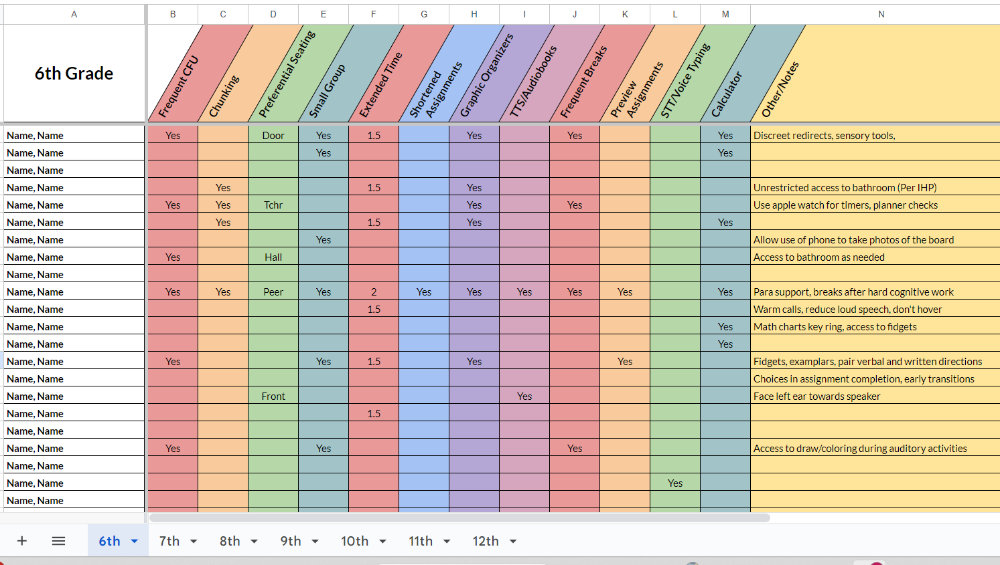 A B C D E F G H I J K L M N
6th Grade
Frequent CFU
Chunking
Preferential Seating
Small Group
Extended Time
Shortened
Assignments
Graphic Organizers
TTS/Audiobooks
Frequent Breaks
Preview
Assignments
STT/Voice Typing
Calculator
Other/Notes
Name, Name Yes Door Yes 1.5 Yes Yes Yes Discreet redirects, sensory tools,
Name, Name Yes Yes
Name, Name
Name, Name Yes 1.5 Yes Unrestricted access to bathroom (Per IHP)
Name, Name Yes Yes Tchr Yes Yes Use apple watch for timers, planner checks
Name, Name Yes 1.5 Yes Yes
Name, Name Yes Allow use of phone to take photos of the board
Name, Name Yes Hall Access to bathroom as needed
Name, Name
Name, Name Yes Yes Peer Yes 2 Yes Yes Yes Yes Yes Yes Para support, breaks after hard cognitive work
Name, Name 1.5 Warm calls, reduce loud speech, don't hover
Name, Name Yes Math charts key ring, access to fidgets
Name, Name Yes
Name, Name Yes Yes 1.5 Yes Yes Fidgets, examplars, pair verbal and written directions
Name, Name Choices in assignment completion, early transitions
Name, Name Front Yes Face left ear towards speaker
Name, Name 1.5
Name, Name
Name, Name Yes Yes Yes Access to draw/coloring during auditory activities
Name, Name
Name, Name Yes
Name, Name
6th 7th 8th 9th 10th 11th 12th